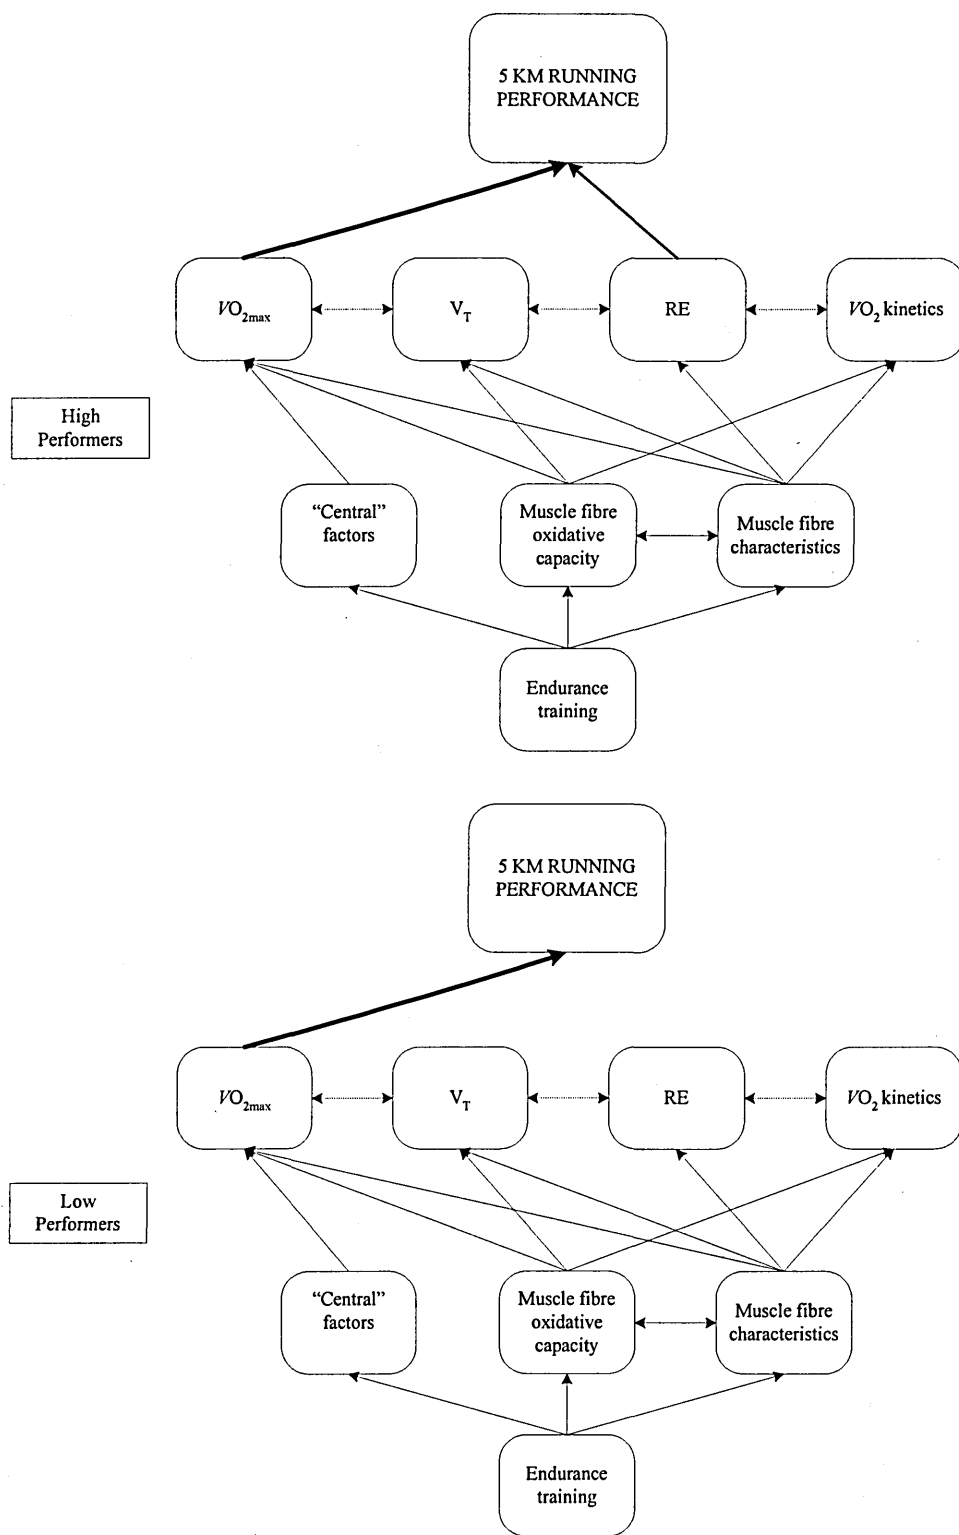 5 KM RUNNING
PERFORMANCE
VO2max
VT
RE
VO2 kinetics
High
Performers
“Central”
factors
Muscle fibre
oxidative
capacity
Muscle fibre
characteristics
Endurance
training
5 KM RUNNING
PERFORMANCE
VO2max
VT
RE
VO2 kinetics
Low
Performers
“Central”
factors
Muscle fibre
oxidative
capacity
Muscle fibre
characteristics
Endurance
training